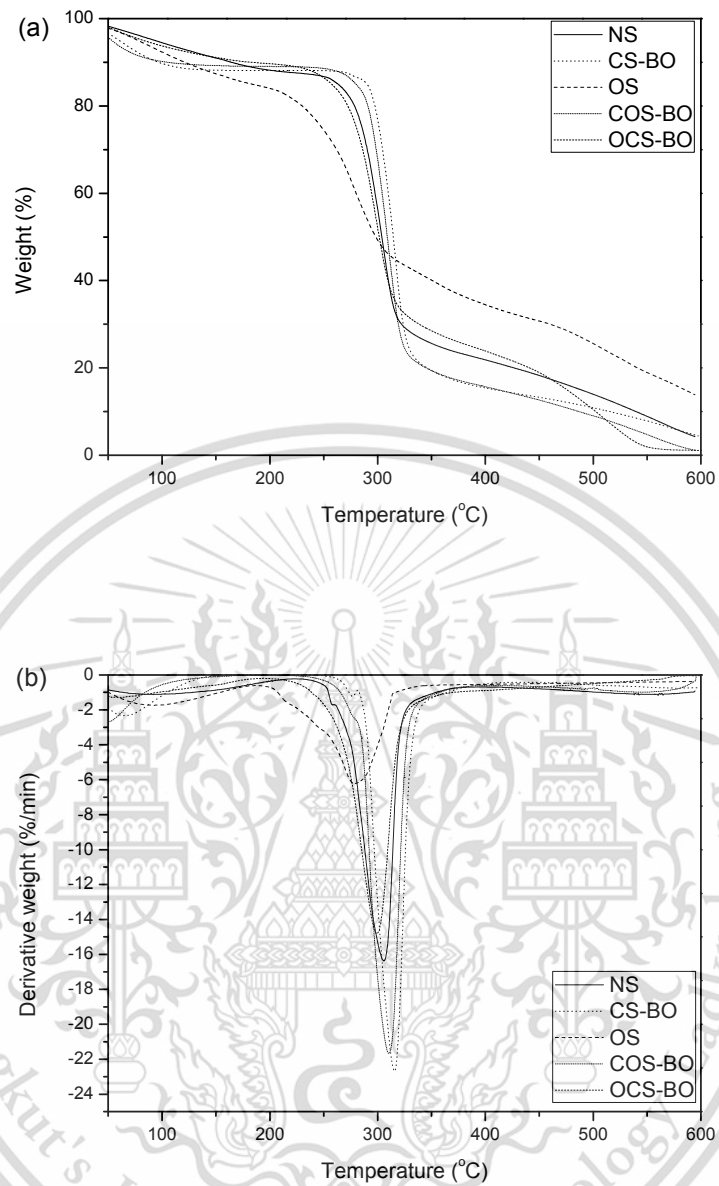 (a)
NS
CS-BO
OS
COS-BO
OCS-BO
100
80
60
40
20
0
Weight (%)
100 200 300 400 500 600
Temperature (°C)
(b)
0
-2
-4
-6
-8
-10
-12
-14
-16
-18
-20
-22
-24
Derivative weight (%/min)
NS
CS-BO
OS
COS-BO
OCS-BO
100 200 300 400 500 600
Temperature (°C)